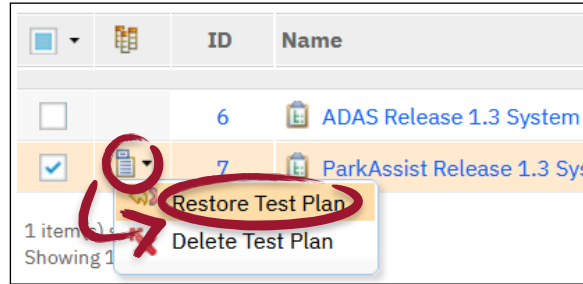 ID Name
6 ADAS Release 1.3 System
7 ParkAssist Release 1.3
Restore Test Plan
1 item
Delete Test Plan
Showing 1